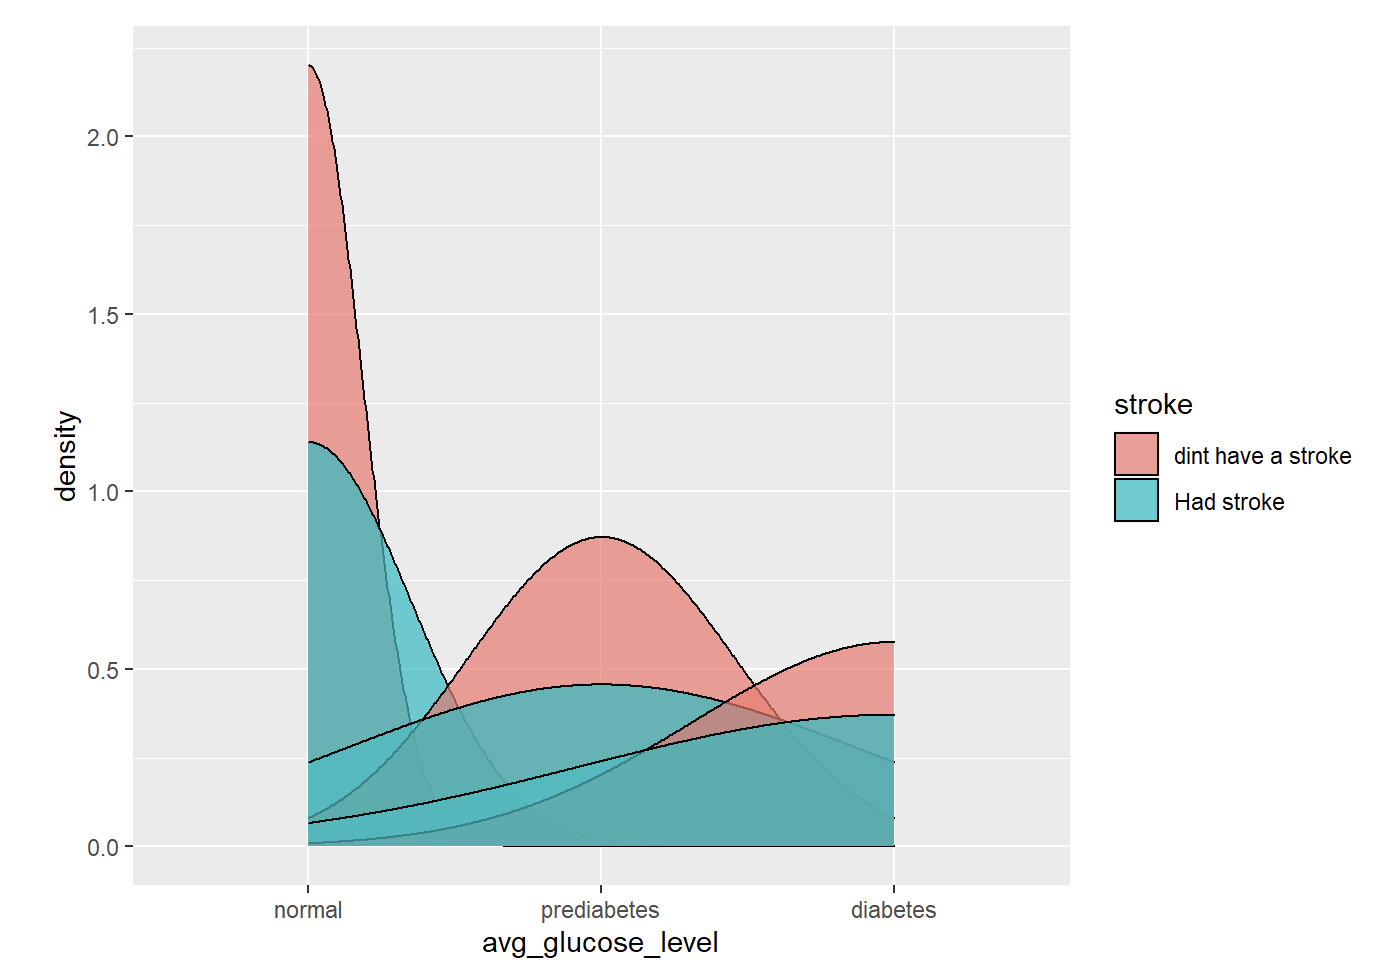 2.0
1.5
1.0
0.5
0.0
density
normal prediabetes diabetes
avg_glucose_level
stroke
dint have a stroke
Had stroke